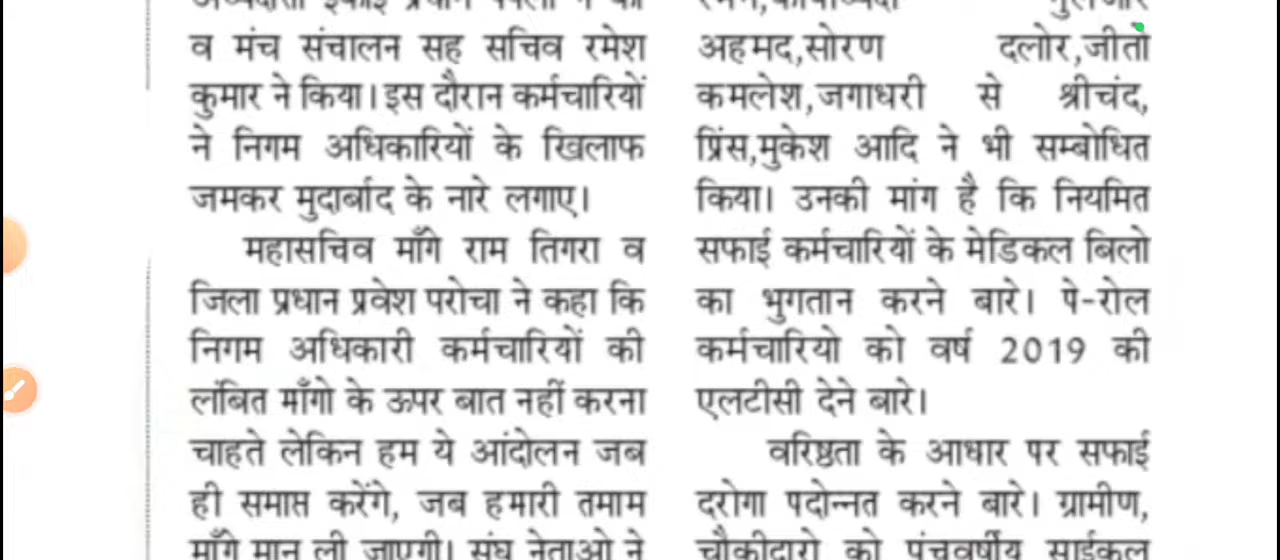 व मंच संचालन सह सचिव रमेश
कुमार ने किया। इस दौरान कर्मचारियों
ने निगम अधिकारियों के खिलाफ
जमकर मुदार्बाद के नारे लगाए।
महासचिव माँगे राम तिगरा व
जिला प्रधान प्रवेश परोचा ने कहा कि
निगम अधिकारी कर्मचारियों की
लंबित माँगो के ऊपर बात नहीं करना
चाहते लेकिन हम ये आंदोलन जब
ही समाप्त करेंगे, जब हमारी तमाम
माँगे मान ली जाएगी। संघ नेताओ ने
अहमद,सोरण दलोर,जीतो
कमलेश,जगाधरी से श्रीचंद,
प्रिंस,मुकेश आदि ने भी सम्बोधित
किया। उनकी मांग है कि नियमित
सफाई कर्मचारियों के मेडिकल बिलो
का भुगतान करने बारे। पे-रोल
कर्मचारियो को वर्ष 2019 की
एलटीसी देने बारे।
वरिष्ठता के आधार पर सफाई
दरोगा पदोन्नत करने बारे। ग्रामीण,
चौकीदारो को पंचवर्षीय साईकल